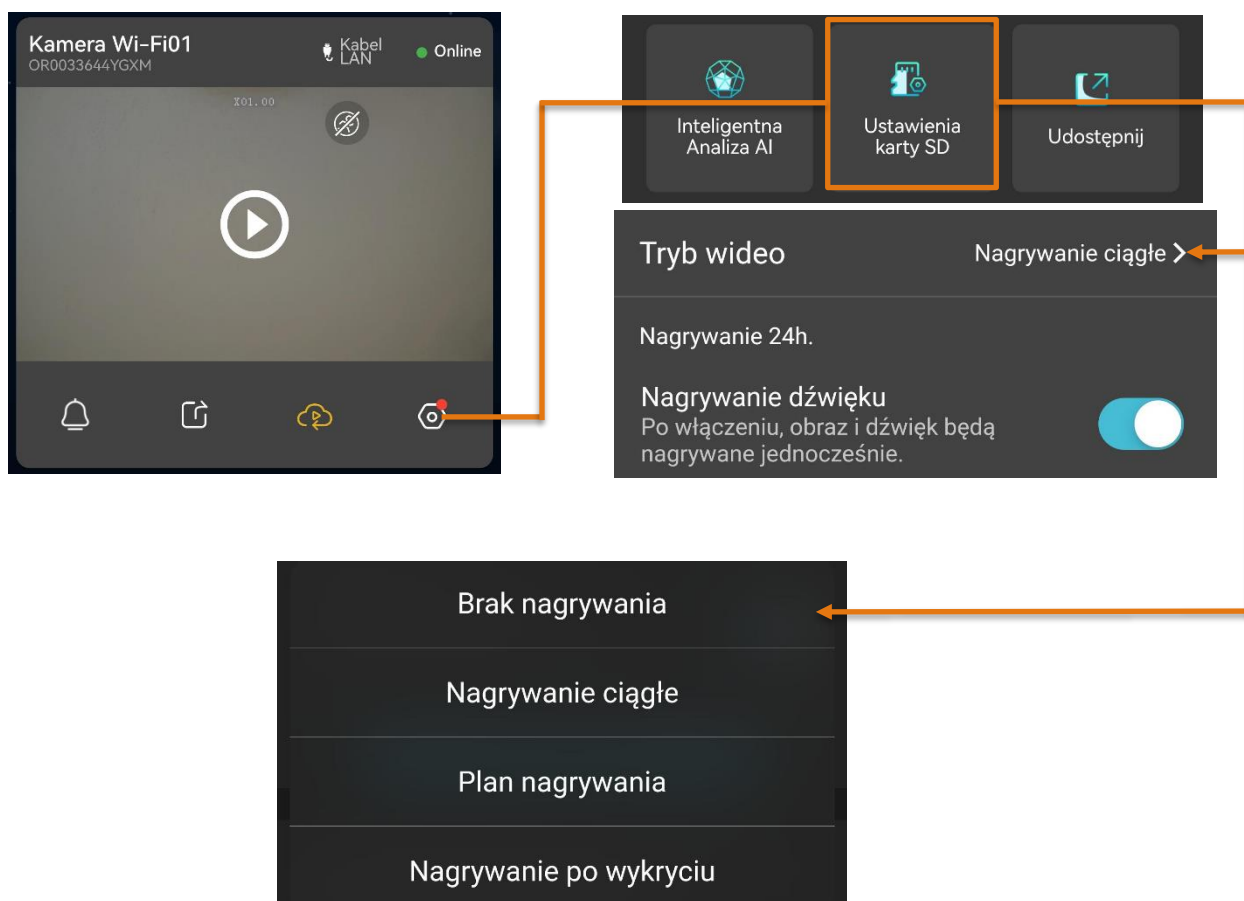 Kamera Wi-Fi01
OR0033644YGXM
Kabel
LAN
Online
X01.00
Inteligentna
Analiza AI
Ustawienia
karty SD
Udostępnij
Tryb wideo
Nagrywanie ciągłe
Nagrywanie 24h.
Nagrywanie dźwięku
Po włączeniu, obraz i dźwięk będą
nagrywane jednocześnie.
Brak nagrywania
Nagrywanie ciągłe
Plan nagrywania
Nagrywanie po wykryciu